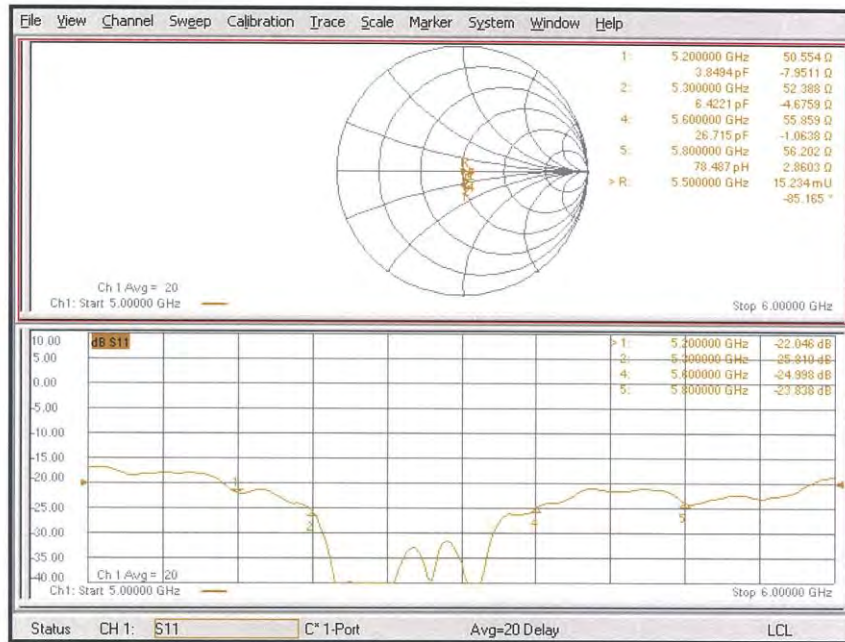 File View Channel Sweep Calibration Trace Scale Marker System Window Help
1: 5.200000 GHz 50.554 Ω
3.8494 pF -7.9511 Ω
2: 5.300000 GHz 52.388 Ω
6.4221 pF -4.6759 Ω
4: 5.600000 GHz 55.859 Ω
26.715 pF -1.0638 Ω
5: 5.800000 GHz 56.202 Ω
78.487 pH 2.8603 Ω
> R: 5.500000 GHz 15.234 mU
-85.165 °
Ch 1 Avg = 20
Ch1: Start 5.00000 GHz
Stop 6.00000 GHz
10.00
5.00
0.00
-5.00
-10.00
-15.00
-20.00
-25.00
-30.00
-35.00
-40.00
dB S11
> 1: 5.200000 GHz -22.046 dB
2: 5.300000 GHz -25.810 dB
4: 5.600000 GHz -24.998 dB
5: 5.800000 GHz -23.838 dB
1
2
4
5
Ch 1 Avg = 20
Ch1: Start 5.00000 GHz
Stop 6.00000 GHz
Status CH 1: S11 C* 1-Port Avg=20 Delay LCL